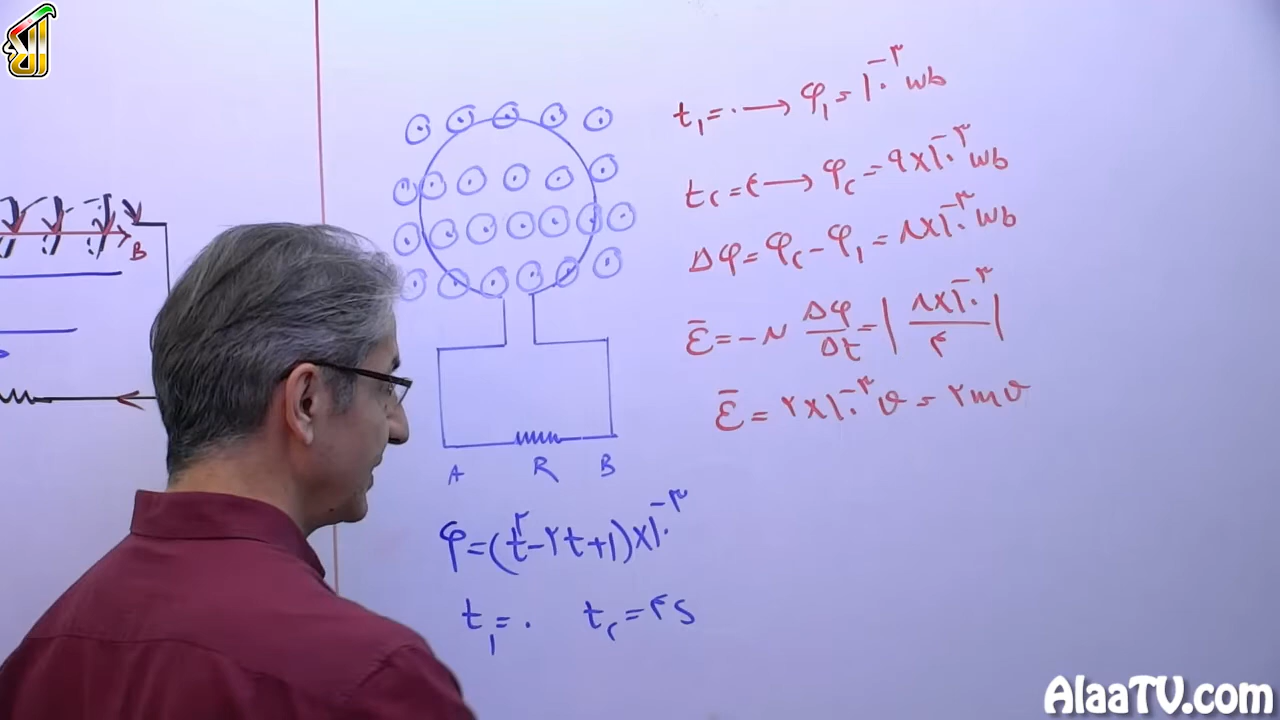 t₁ = ۰ → φ₁ = ۱۰⁻³ wb
t₂ = ۴ → φ₂ = ۹×۱۰⁻³ wb
Δφ = φ₂ − φ₁ = ۸×۱۰⁻³ wb
ε̄ = −N Δφ/Δt = |۸×۱۰⁻³/۴|
ε̄ = ۲×۱۰⁻³ v = ۲mv
B
A R B
φ = (t² − ۲t + ۱)×۱۰⁻³
t₁ = ۰ t₂ = ۴s
AlaaTV.com